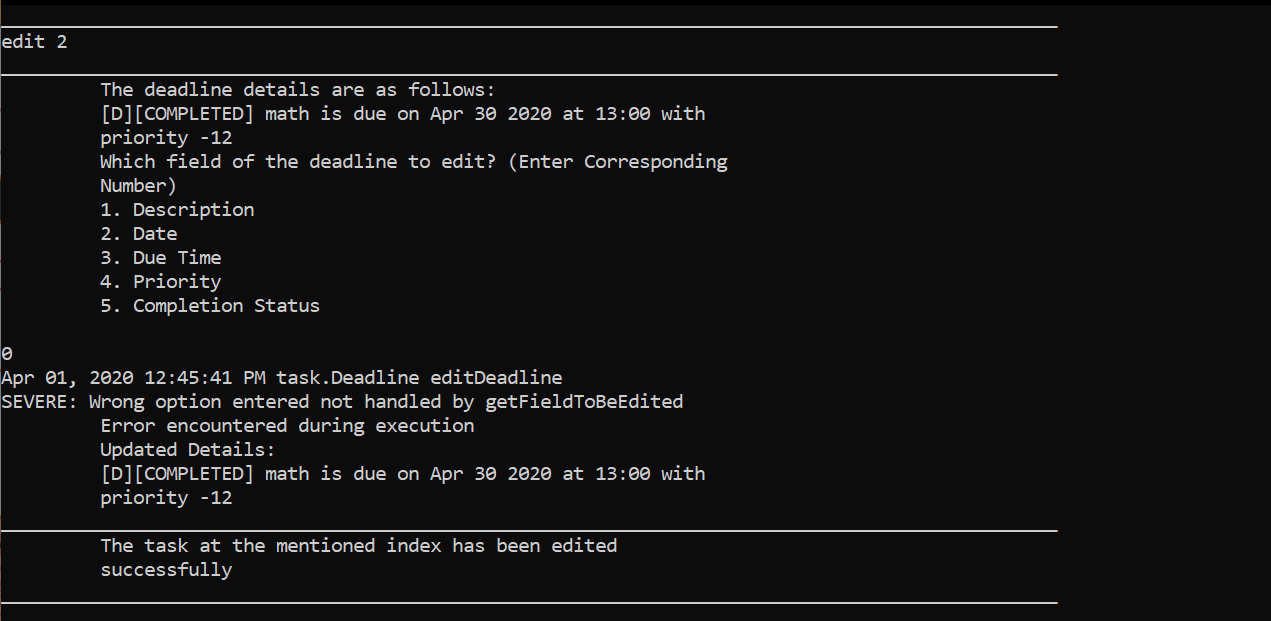 edit 2
The deadline details are as follows:
[D][COMPLETED] math is due on Apr 30 2020 at 13:00 with
priority -12
Which field of the deadline to edit? (Enter Corresponding
Number)
1. Description
2. Date
3. Due Time
4. Priority
5. Completion Status
0
Apr 01, 2020 12:45:41 PM task.Deadline editDeadline
SEVERE: Wrong option entered not handled by getFieldToBeEdited
Error encountered during execution
Updated Details:
[D][COMPLETED] math is due on Apr 30 2020 at 13:00 with
priority -12
The task at the mentioned index has been edited
successfully